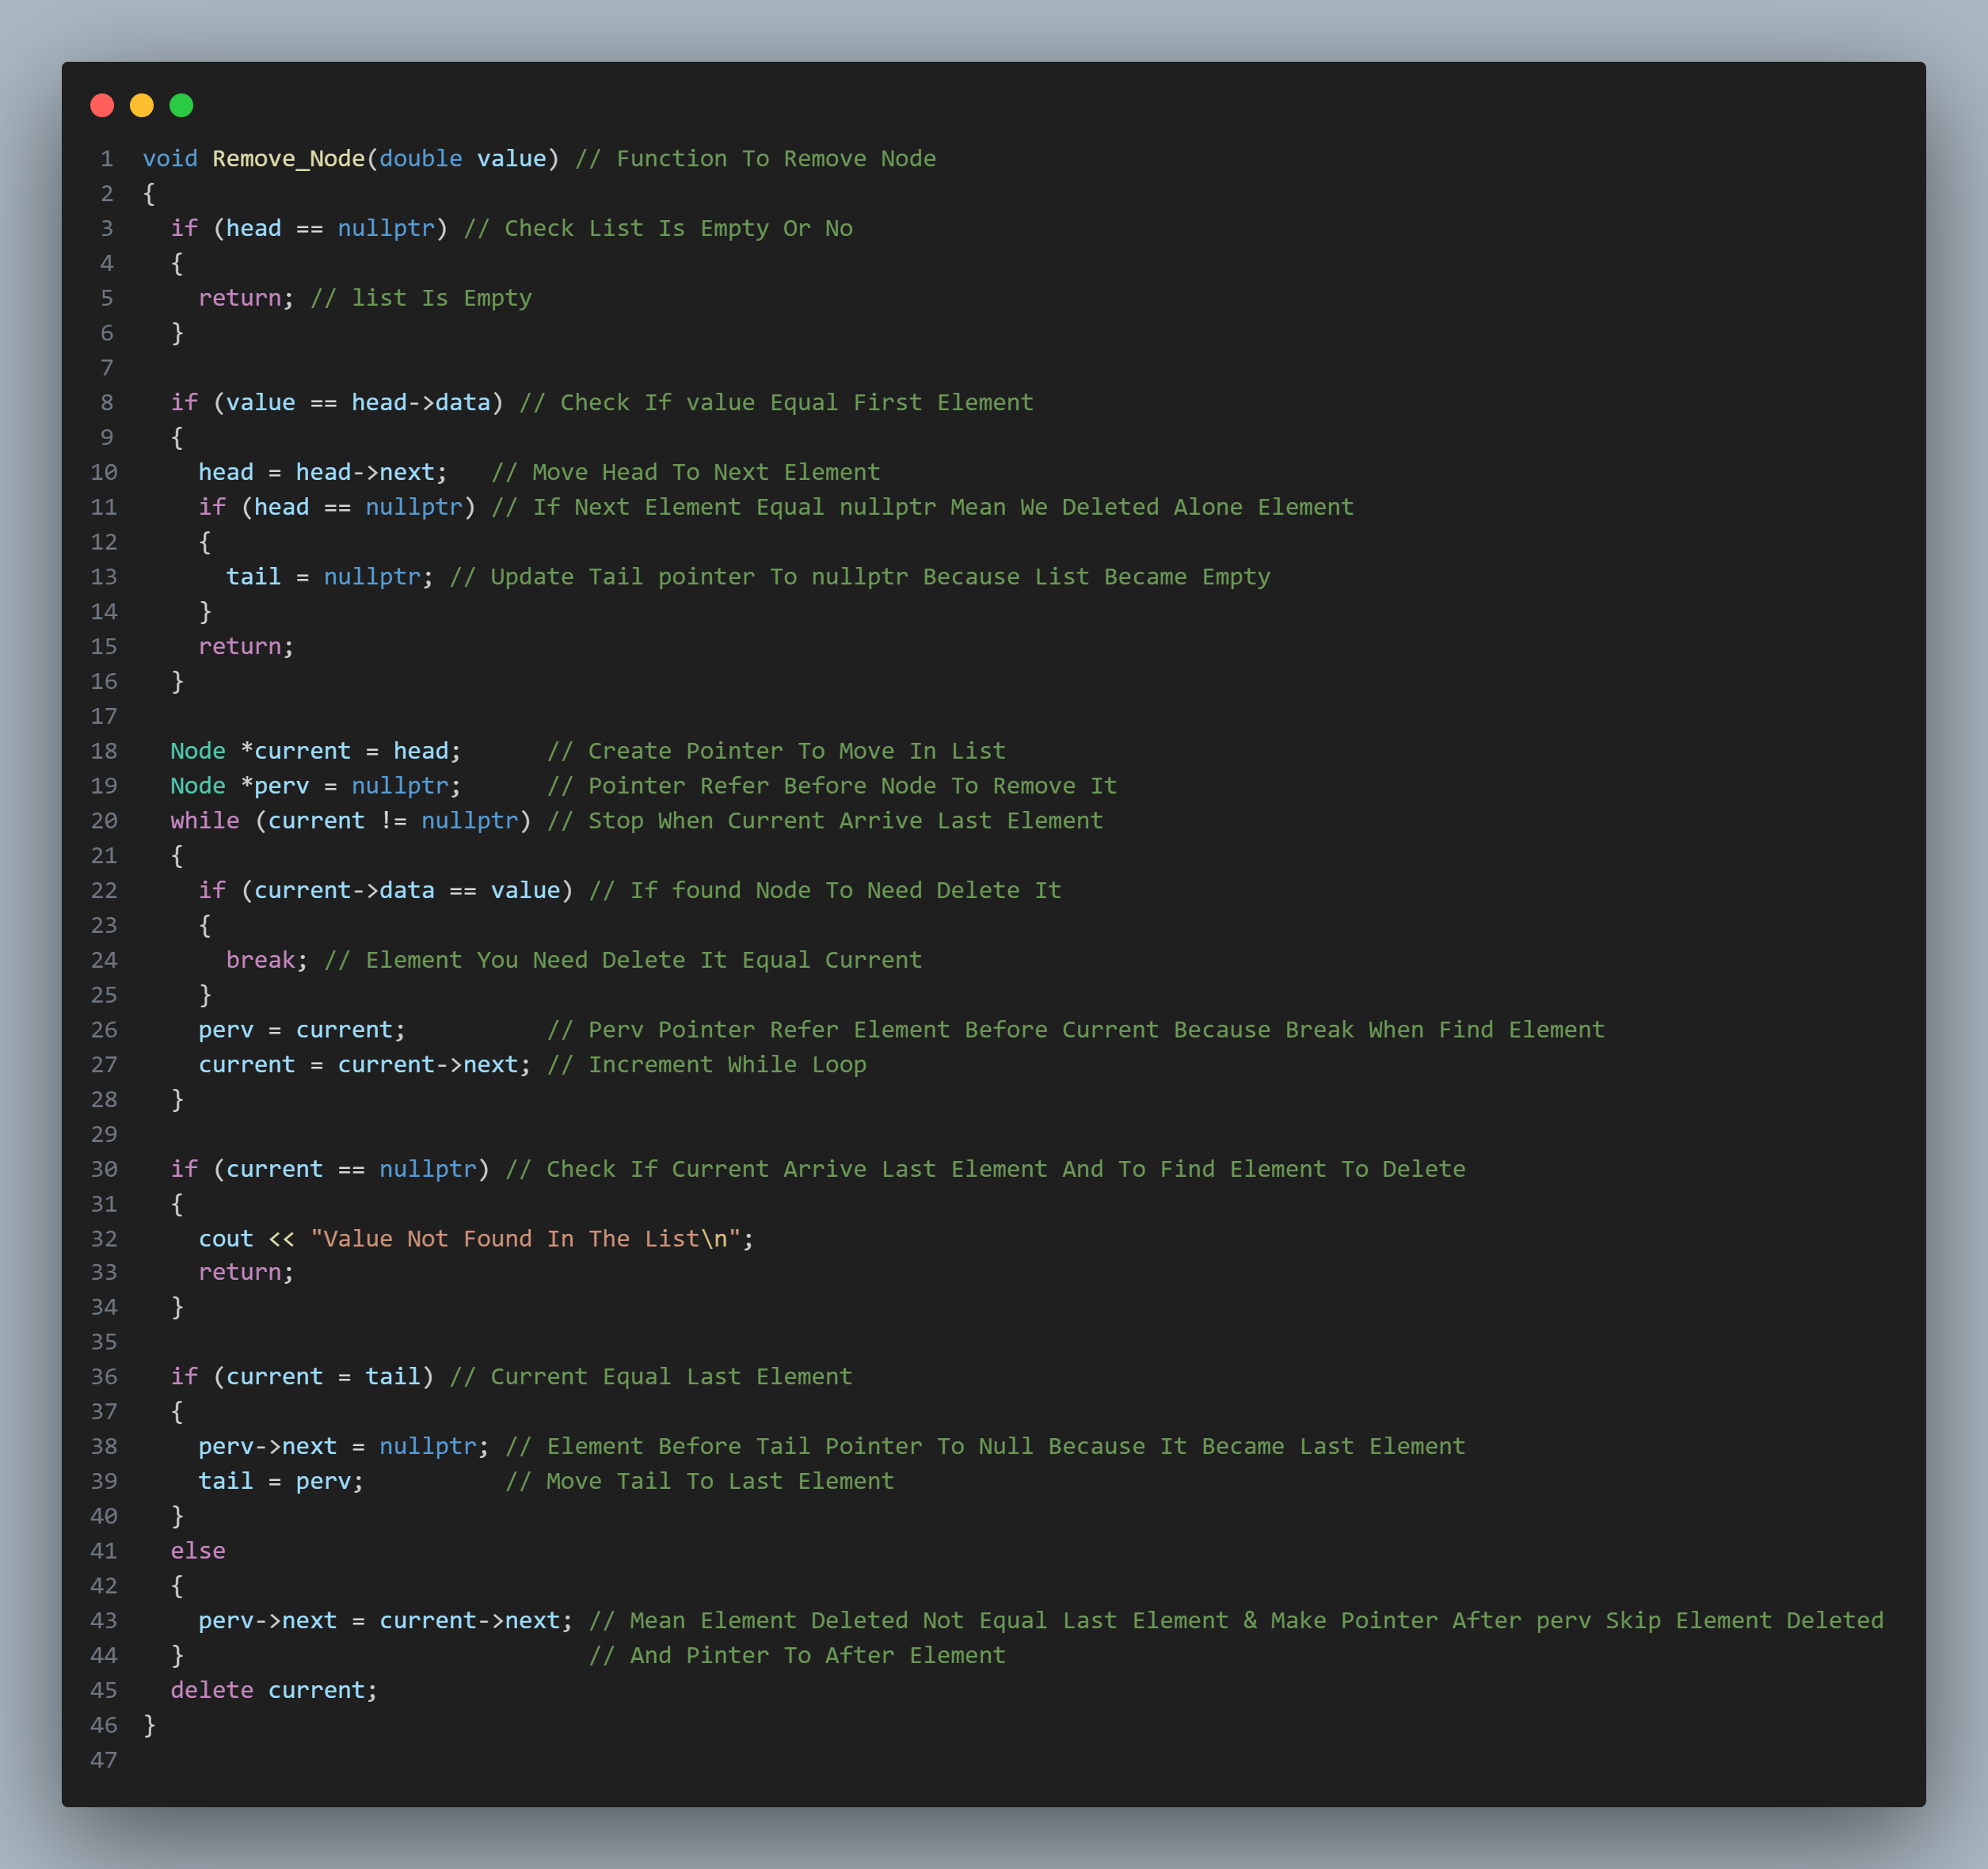 1 void Remove_Node(double value) // Function To Remove Node
2 {
3   if (head == nullptr) // Check List Is Empty Or No
4   {
5     return; // list Is Empty
6   }
7
8   if (value == head->data) // Check If value Equal First Element
9   {
10     head = head->next;   // Move Head To Next Element
11     if (head == nullptr) // If Next Element Equal nullptr Mean We Deleted Alone Element
12     {
13       tail = nullptr; // Update Tail pointer To nullptr Because List Became Empty
14     }
15     return;
16   }
17
18   Node *current = head;      // Create Pointer To Move In List
19   Node *perv = nullptr;      // Pointer Refer Before Node To Remove It
20   while (current != nullptr) // Stop When Current Arrive Last Element
21   {
22     if (current->data == value) // If found Node To Need Delete It
23     {
24       break; // Element You Need Delete It Equal Current
25     }
26     perv = current;          // Perv Pointer Refer Element Before Current Because Break When Find Element
27     current = current->next; // Increment While Loop
28   }
29
30   if (current == nullptr) // Check If Current Arrive Last Element And To Find Element To Delete
31   {
32     cout << "Value Not Found In The List\n";
33     return;
34   }
35
36   if (current = tail) // Current Equal Last Element
37   {
38     perv->next = nullptr; // Element Before Tail Pointer To Null Because It Became Last Element
39     tail = perv;          // Move Tail To Last Element
40   }
41   else
42   {
43     perv->next = current->next; // Mean Element Deleted Not Equal Last Element & Make Pointer After perv Skip Element Deleted
44   }                             // And Pinter To After Element
45   delete current;
46 }
47